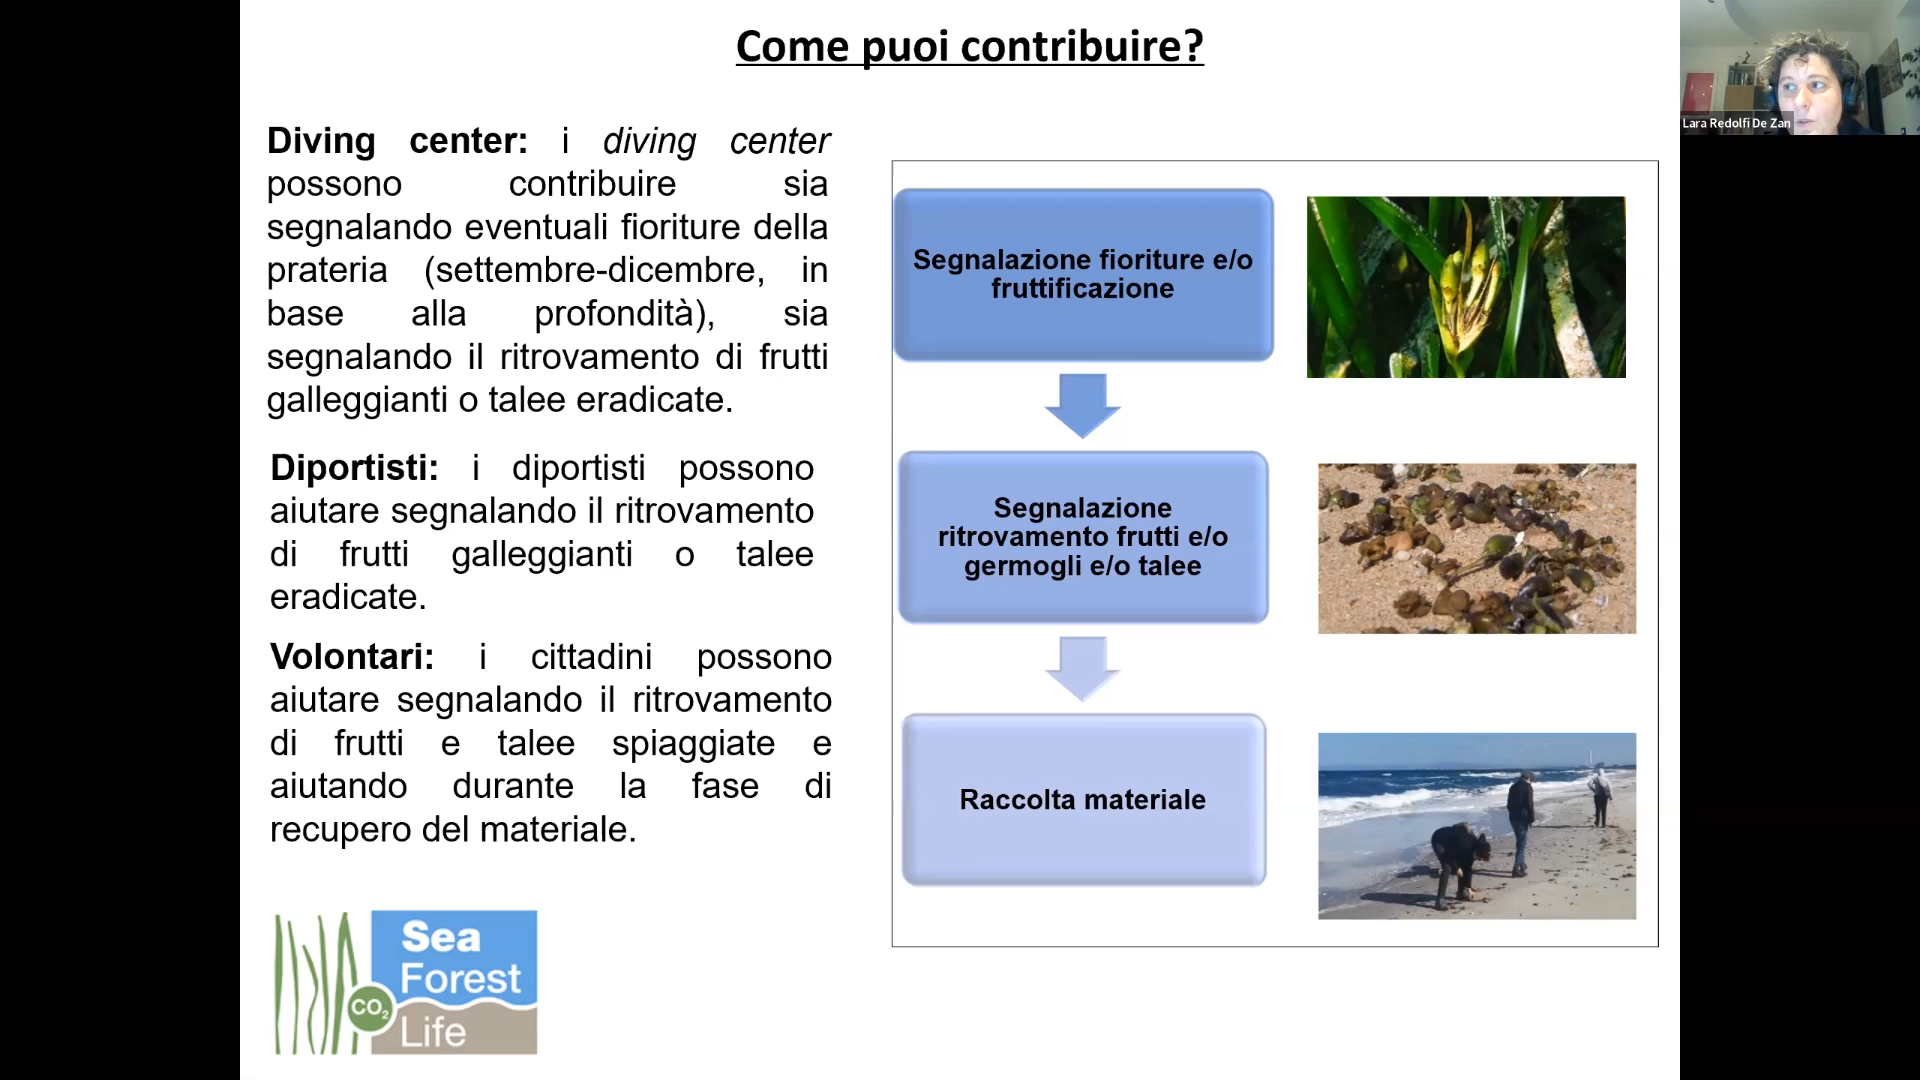 Come puoi contribuire?
Lara Redolfi De Zan
Diving center: i diving center
possono contribuire sia
segnalando eventuali fioriture della
prateria (settembre-dicembre, in
base alla profondità), sia
segnalando il ritrovamento di frutti
galleggianti o talee eradicate.
Diportisti: i diportisti possono
aiutare segnalando il ritrovamento
di frutti galleggianti o talee
eradicate.
Volontari: i cittadini possono
aiutare segnalando il ritrovamento
di frutti e talee spiaggiate e
aiutando durante la fase di
recupero del materiale.
Segnalazione fioriture e/o
fruttificazione
Segnalazione
ritrovamento frutti e/o
germogli e/o talee
Raccolta materiale
Sea
Forest
CO₂
Life